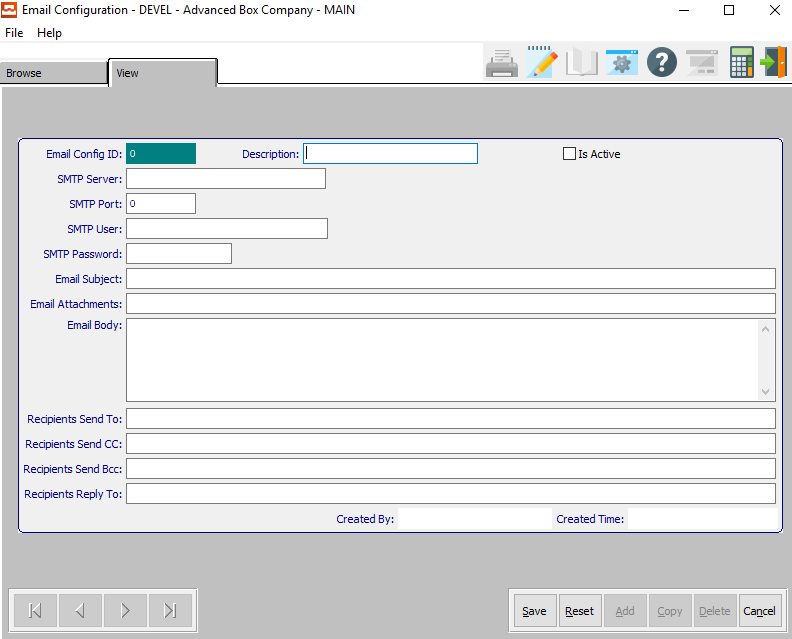 Email Configuration - DEVEL - Advanced Box Company - MAIN
File Help
Browse View
Email Config ID: 0 Description: Is Active
SMTP Server:
SMTP Port: 0
SMTP User:
SMTP Password:
Email Subject:
Email Attachments:
Email Body:
Recipients Send To:
Recipients Send CC:
Recipients Send Bcc:
Recipients Reply To:
Created By: Created Time:
Save Reset Add Copy Delete Cancel